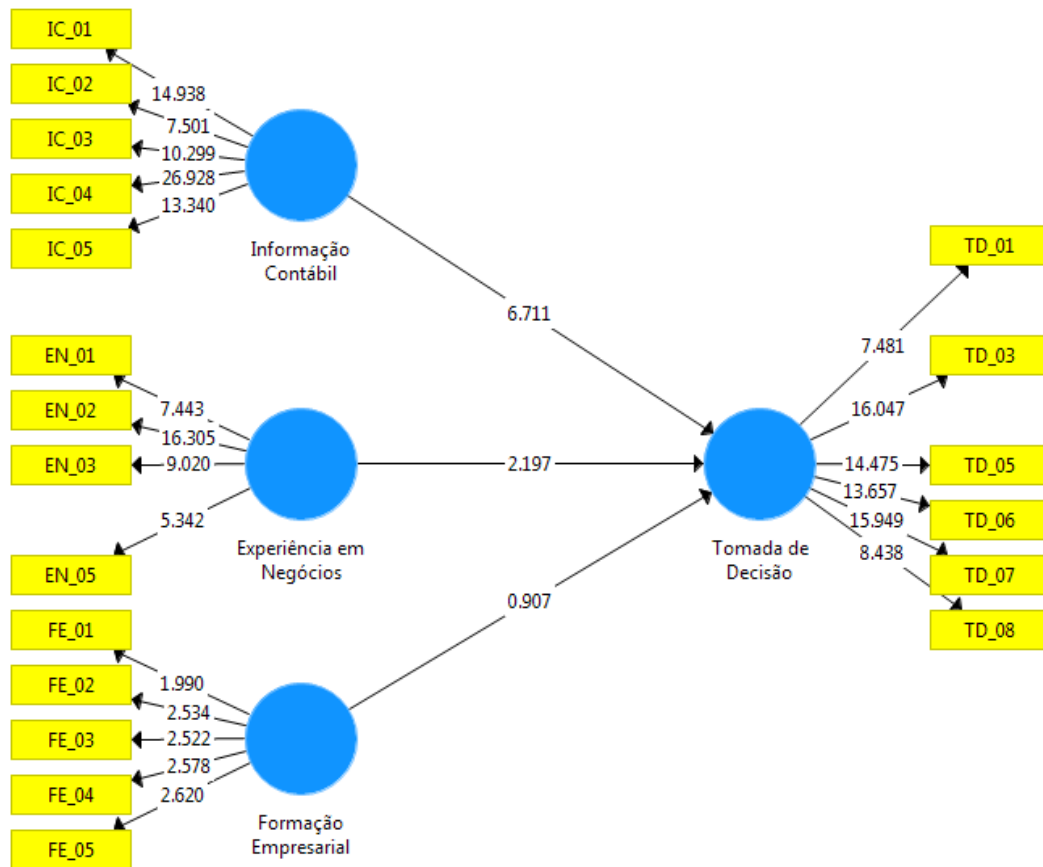 IC_01
IC_02
IC_03
IC_04
IC_05
14.938
7.501
10.299
26.928
13.340
Informação
Contábil
6.711
EN_01
EN_02
EN_03
EN_05
7.443
16.305
9.020
5.342
Experiência em
Negócios
2.197
FE_01
FE_02
FE_03
FE_04
FE_05
1.990
2.534
2.522
2.578
2.620
Formação
Empresarial
0.907
Tomada de
Decisão
7.481
16.047
14.475
13.657
15.949
8.438
TD_01
TD_03
TD_05
TD_06
TD_07
TD_08